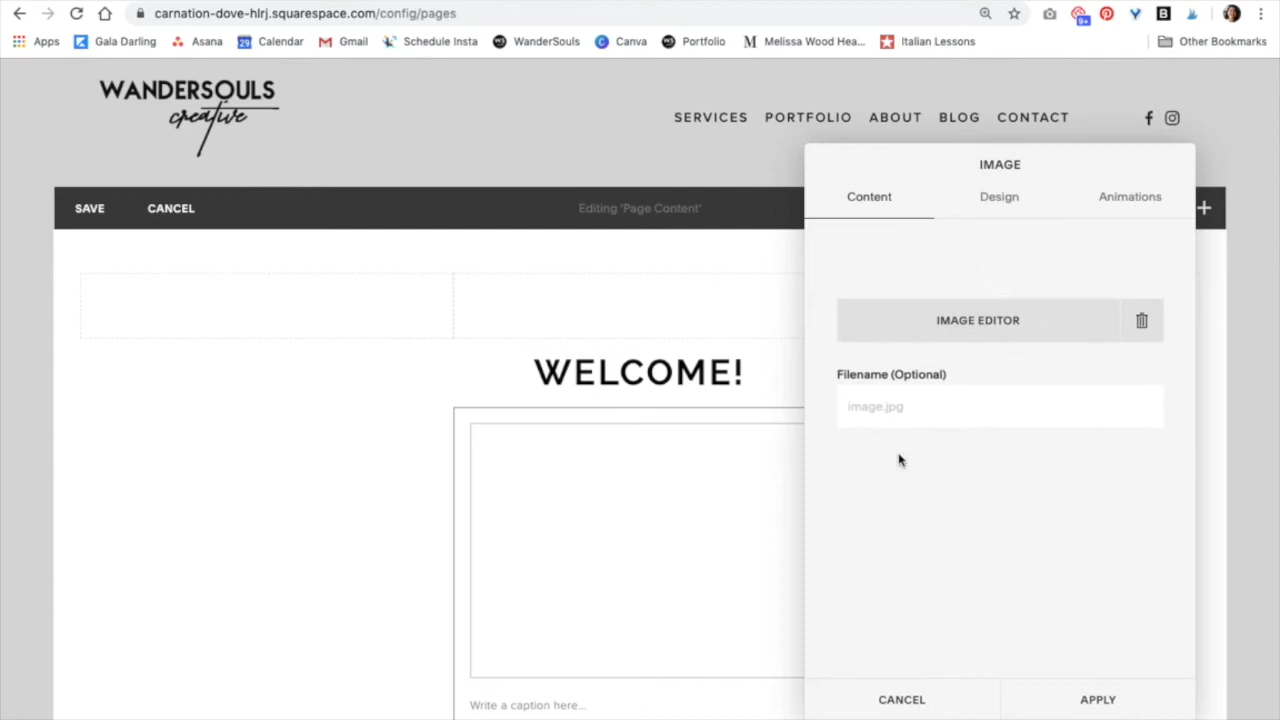 carnation-dove-hlrj.squarespace.com/config/pages
9+
B
Apps
Gala Darling
Asana
29
Calendar
Gmail
Schedule Insta
WanderSouls
Canva
Portfolio
Melissa Wood Hea...
Italian Lessons
Other Bookmarks
WANDERSOULS
creative
SERVICES PORTFOLIO ABOUT BLOG CONTACT
IMAGE
Content Design Animations
SAVE CANCEL Editing 'Page Content'
IMAGE EDITOR
WELCOME!
Filename (Optional)
image.jpg
Write a caption here...
CANCEL APPLY